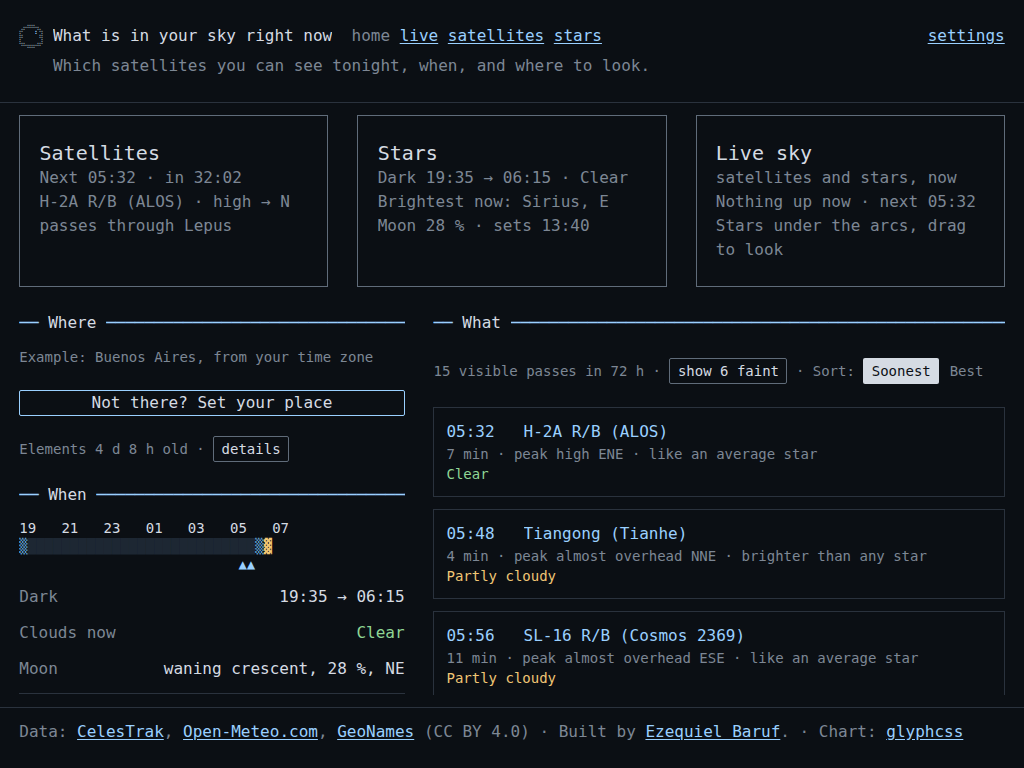 What is in your sky right now home live satellites stars settings
Which satellites you can see tonight, when, and where to look.
Satellites
Next 05:32 · in 32:02
H-2A R/B (ALOS) · high → N
passes through Lepus
Stars
Dark 19:35 → 06:15 · Clear
Brightest now: Sirius, E
Moon 28 % · sets 13:40
Live sky
satellites and stars, now
Nothing up now · next 05:32
Stars under the arcs, drag
to look
Where
Example: Buenos Aires, from your time zone
Not there? Set your place
Elements 4 d 8 h old · details
When
19 21 23 01 03 05 07
Dark 19:35 → 06:15
Clouds now Clear
Moon waning crescent, 28 %, NE
What
15 visible passes in 72 h · show 6 faint · Sort: Soonest Best
05:32 H-2A R/B (ALOS)
7 min · peak high ENE · like an average star
Clear
05:48 Tiangong (Tianhe)
4 min · peak almost overhead NNE · brighter than any star
Partly cloudy
05:56 SL-16 R/B (Cosmos 2369)
11 min · peak almost overhead ESE · like an average star
Partly cloudy
Data: CelesTrak, Open-Meteo.com, GeoNames (CC BY 4.0) · Built by Ezequiel Baruf. · Chart: glyphcss